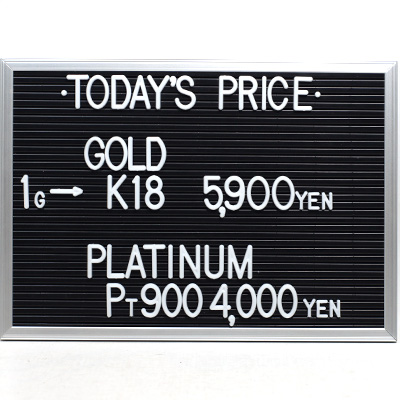 ·TODAY'S PRICE·
GOLD
1G→ K18 5,900YEN
PLATINUM
PT900 4,000YEN